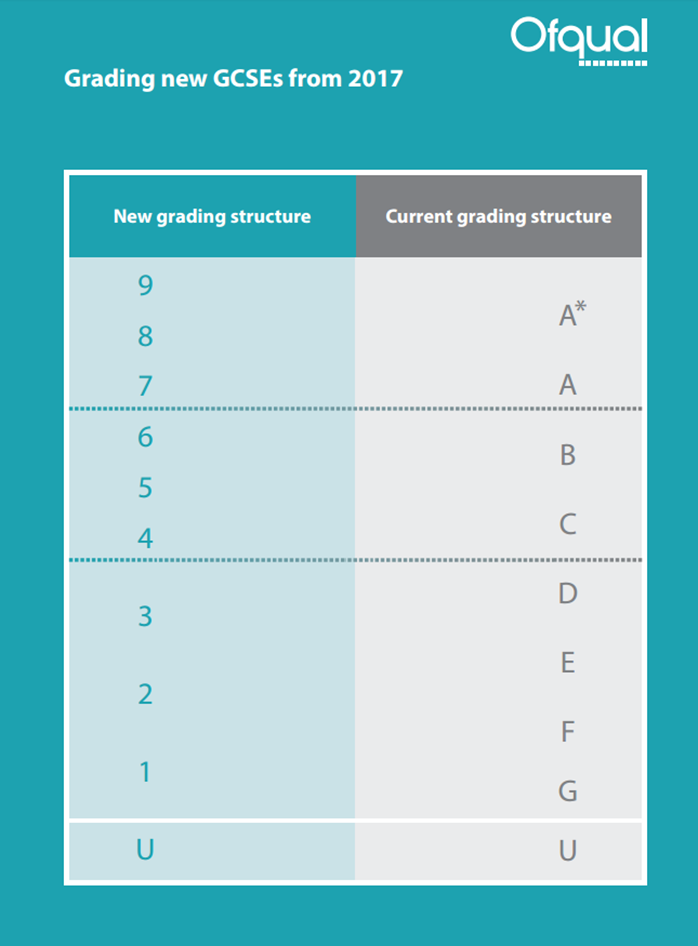 Ofqual
Grading new GCSEs from 2017
New grading structure
Current grading structure
9
8
7
6
5
4
3
2
1
U
A*
A
B
C
D
E
F
G
U